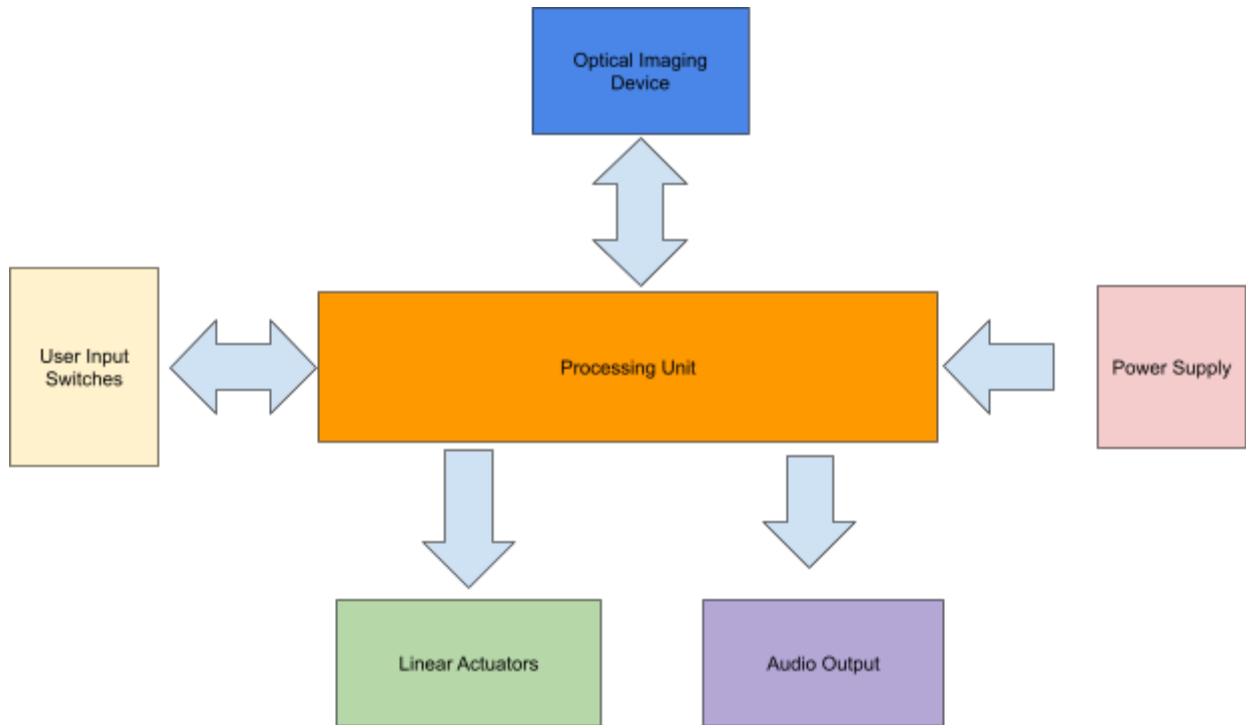 Optical Imaging
Device
User Input
Switches
Processing Unit
Power Supply
Linear Actuators
Audio Output